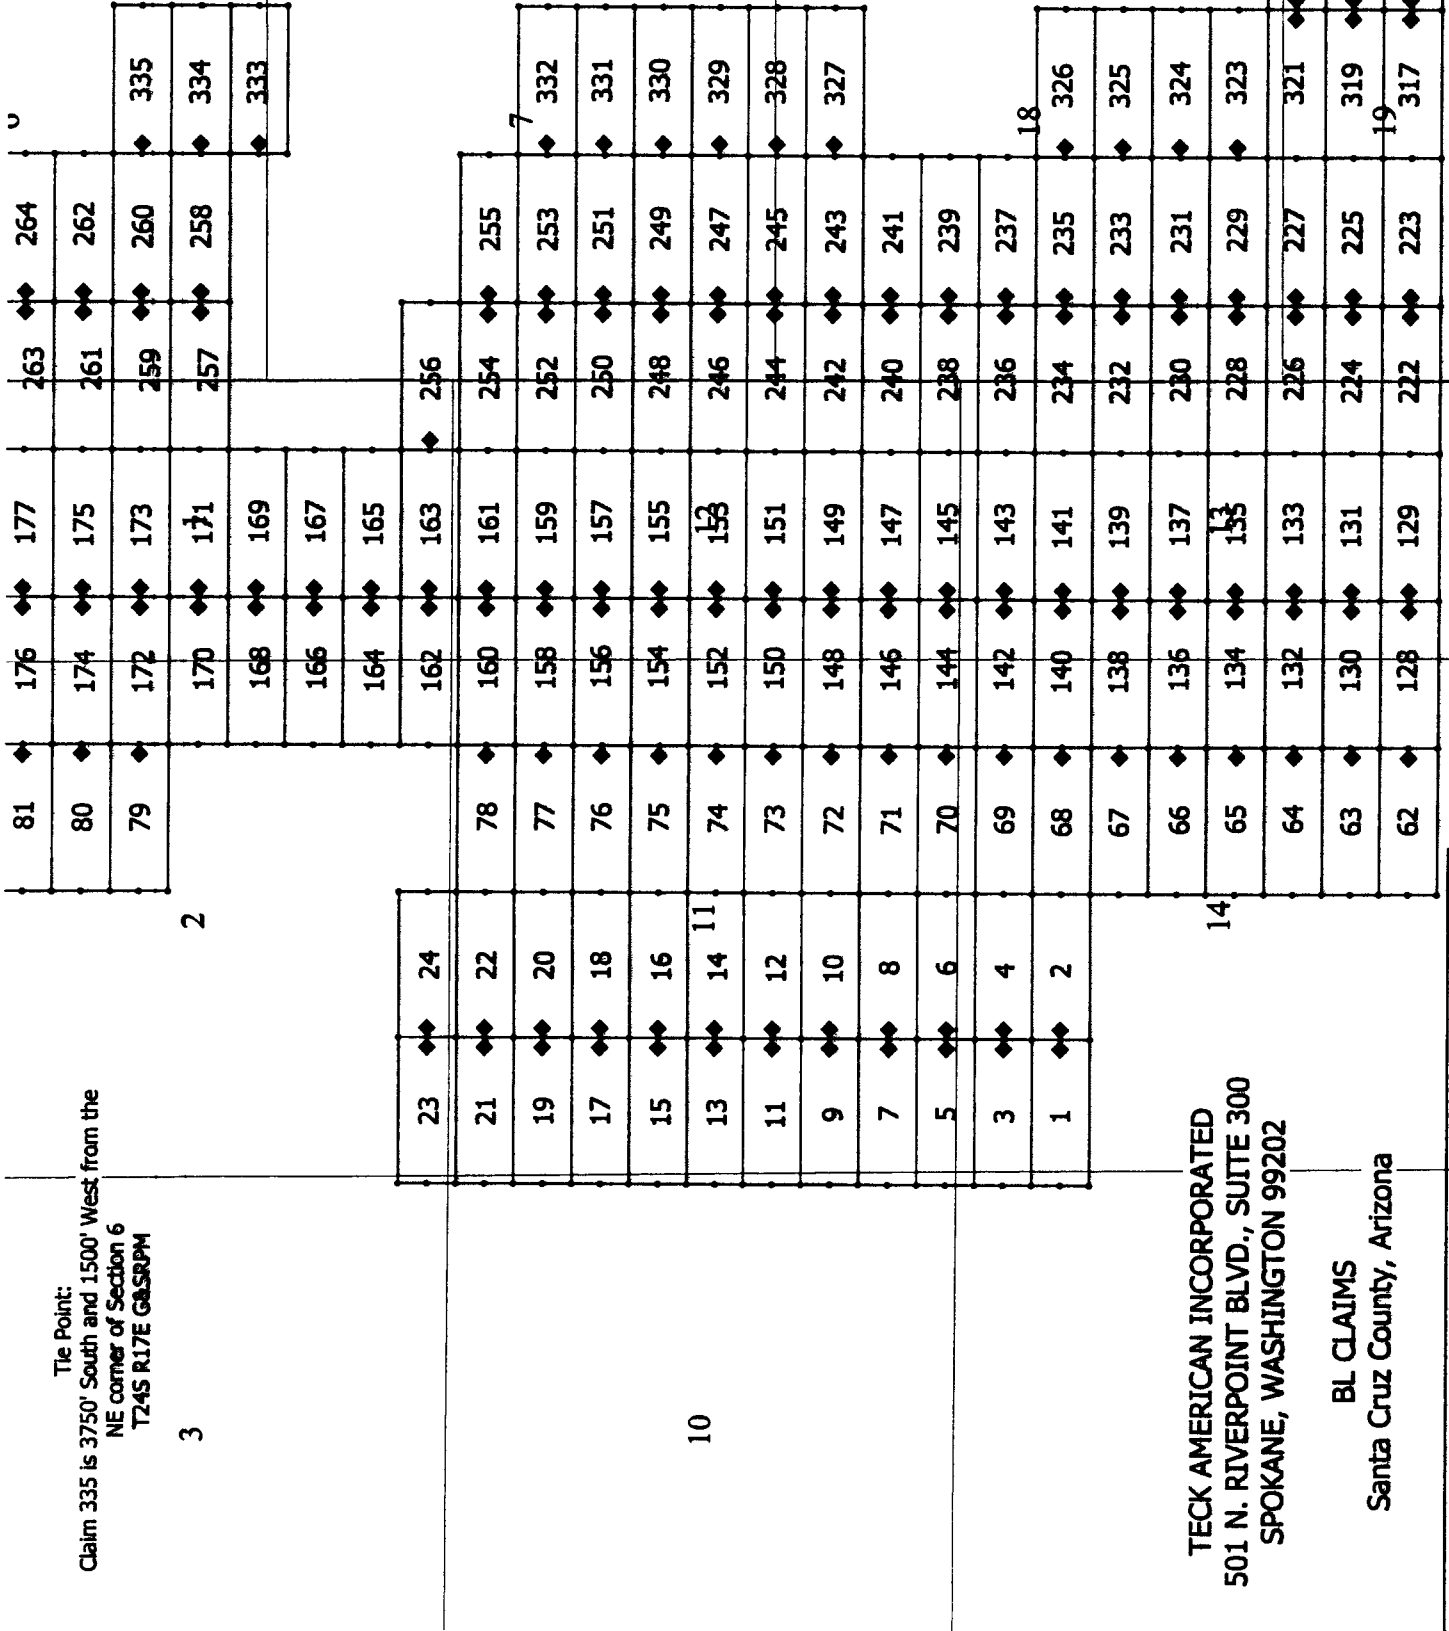 Tie Point:
Claim 335 is 3750' South and 1500' West from the
NE corner of Section 6
T24S R17E G&SRPM
81 176 177 263 264
80 174 175 261 262
79 172 173 259 260 335
3 2 1
170 171 257 258 334
168 169 333
166 167
164 165
23 24 162 163 256
21 22 78 160 161 254 255
7
19 20 77 158 159 252 253 332
17 18 76 156 157 250 251 331
15 16 75 154 155 248 249 330
10 11 12
13 14 74 152 153 246 247 329
11 12 73 150 151 244 245 328
9 10 72 148 149 242 243 327
7 8 71 146 147 240 241
5 6 70 144 145 238 239
3 4 69 142 143 236 237
18
1 2 68 140 141 234 235 326
67 138 139 232 233 325
66 136 137 230 231 324
14 13
65 134 135 228 229 323
64 132 133 226 227 321
63 130 131 224 225 319
19
62 128 129 222 223 317
TECK AMERICAN INCORPORATED
501 N. RIVERPOINT BLVD., SUITE 300
SPOKANE, WASHINGTON 99202
BL CLAIMS
Santa Cruz County, Arizona